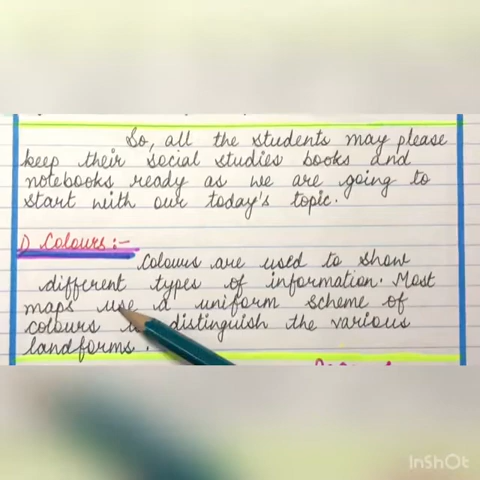 So, all the students may please
keep their social studies books and
notebooks ready as we are going to
start with our today's topic.
1) Colours:-
Colours are used to show
different types of information. Most
maps use a uniform scheme of
colours distinguish the various
landforms.
InShOt